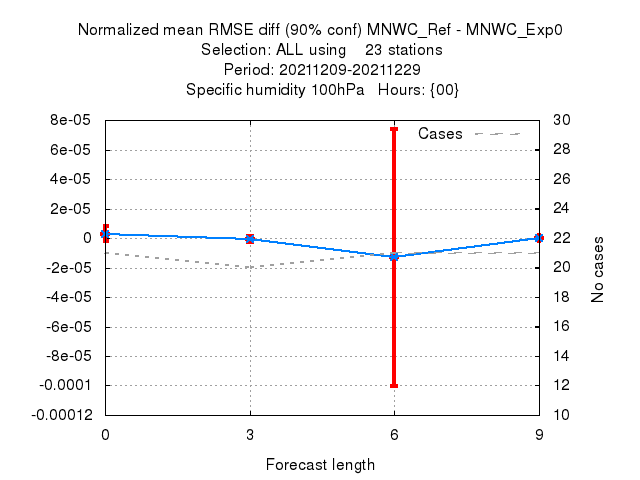 Normalized mean RMSE diff (90% conf) MNWC_Ref - MNWC_Exp0
Selection: ALL using    23 stations
Period: 20211209-20211229
Specific humidity 100hPa   Hours: {00}
Cases
8e-05
6e-05
4e-05
2e-05
0
-2e-05
-4e-05
-6e-05
-8e-05
-0.0001
-0.00012
30
28
26
24
22
20
18
16
14
12
10
No cases
0 3 6 9
Forecast length